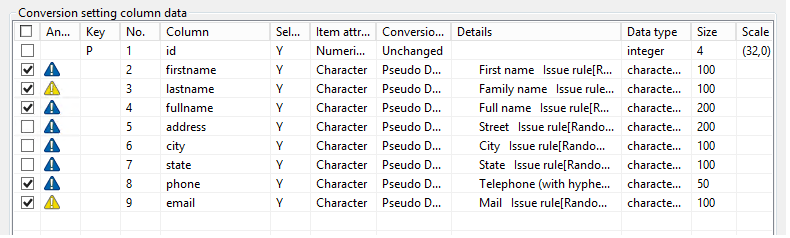 Conversion setting column data
An... Key No. Column Sel... Item attr... Conversio... Details Data type Size Scale
P 1 id Y Numeri... Unchanged integer 4 (32,0)
2 firstname Y Character Pseudo D... First name Issue rule[R... characte... 100
3 lastname Y Character Pseudo D... Family name Issue rule... characte... 100
4 fullname Y Character Pseudo D... Full name Issue rule[R... characte... 200
5 address Y Character Pseudo D... Street Issue rule[Rando... characte... 200
6 city Y Character Pseudo D... City Issue rule[Rando... characte... 100
7 state Y Character Pseudo D... State Issue rule[Rando... characte... 100
8 phone Y Character Pseudo D... Telephone (with hyphe... characte... 50
9 email Y Character Pseudo D... Mail Issue rule[Rando... characte... 100